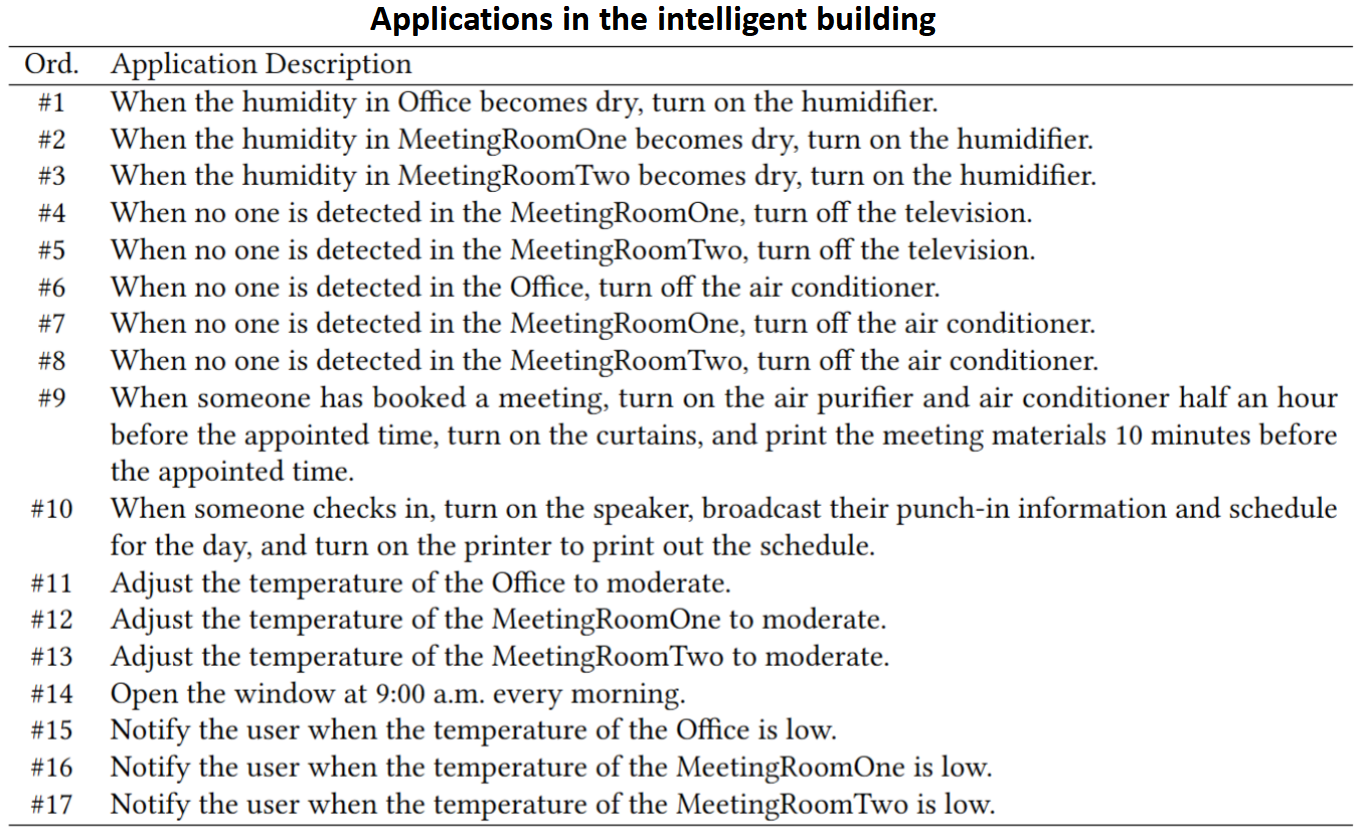 Applications in the intelligent building
Ord. Application Description
#1 When the humidity in Office becomes dry, turn on the humidifier.
#2 When the humidity in MeetingRoomOne becomes dry, turn on the humidifier.
#3 When the humidity in MeetingRoomTwo becomes dry, turn on the humidifier.
#4 When no one is detected in the MeetingRoomOne, turn off the television.
#5 When no one is detected in the MeetingRoomTwo, turn off the television.
#6 When no one is detected in the Office, turn off the air conditioner.
#7 When no one is detected in the MeetingRoomOne, turn off the air conditioner.
#8 When no one is detected in the MeetingRoomTwo, turn off the air conditioner.
#9 When someone has booked a meeting, turn on the air purifier and air conditioner half an hour
before the appointed time, turn on the curtains, and print the meeting materials 10 minutes before
the appointed time.
#10 When someone checks in, turn on the speaker, broadcast their punch-in information and schedule
for the day, and turn on the printer to print out the schedule.
#11 Adjust the temperature of the Office to moderate.
#12 Adjust the temperature of the MeetingRoomOne to moderate.
#13 Adjust the temperature of the MeetingRoomTwo to moderate.
#14 Open the window at 9:00 a.m. every morning.
#15 Notify the user when the temperature of the Office is low.
#16 Notify the user when the temperature of the MeetingRoomOne is low.
#17 Notify the user when the temperature of the MeetingRoomTwo is low.